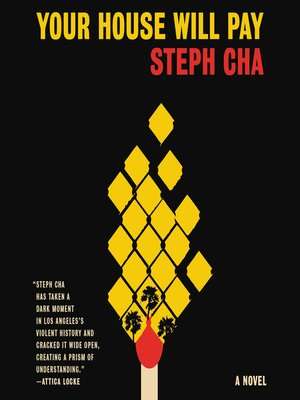 YOUR HOUSE WILL PAY
STEPH CHA
"STEPH CHA
HAS TAKEN A
DARK MOMENT
IN LOS ANGELES'S
VIOLENT HISTORY AND
CRACKED IT WIDE OPEN,
CREATING A PRISM OF
UNDERSTANDING."
—ATTICA LOCKE
A NOVEL